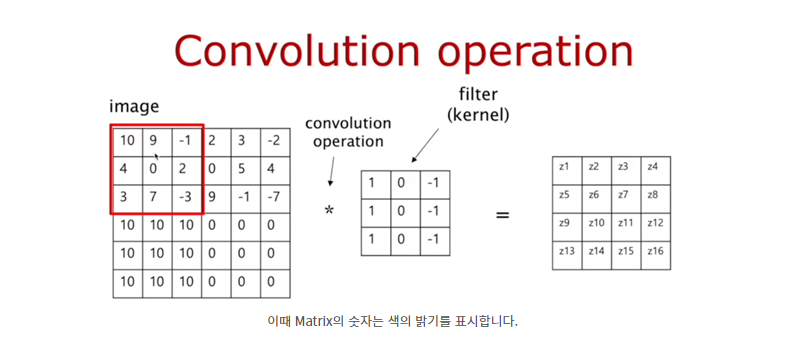 Convolution operation
image
convolution
operation
filter
(kernel)
10 9 -1 2 3 -2
4 0 2 0 5 4
3 7 -3 9 -1 -7
10 10 10 0 0 0
10 10 10 0 0 0
10 10 10 0 0 0
*
1 0 -1
1 0 -1
1 0 -1
=
z1 z2 z3 z4
z5 z6 z7 z8
z9 z10 z11 z12
z13 z14 z15 z16
이때 Matrix의 숫자는 색의 밝기를 표시합니다.